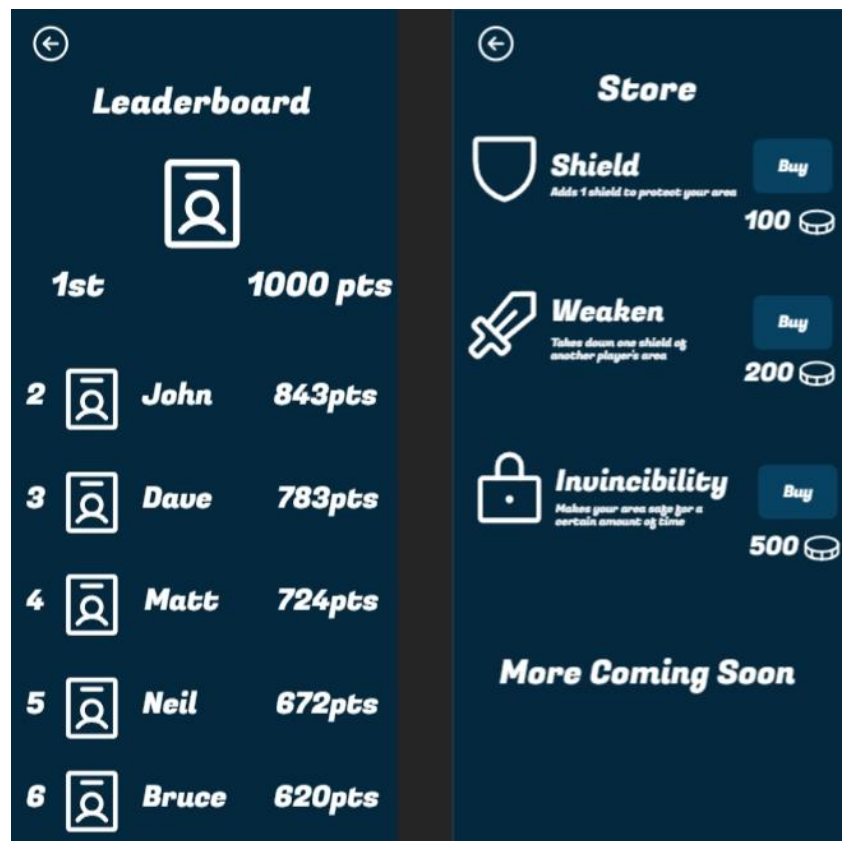 Leaderboard
1st 1000 pts
2 John 843pts
3 Dave 783pts
4 Matt 724pts
5 Neil 672pts
6 Bruce 620pts
Store
Shield
Adds 1 shield to protect your area
Buy
100
Weaken
Takes down one shield of
another player's area
Buy
200
Invincibility
Makes your area safe for a
certain amount of time
Buy
500
More Coming Soon